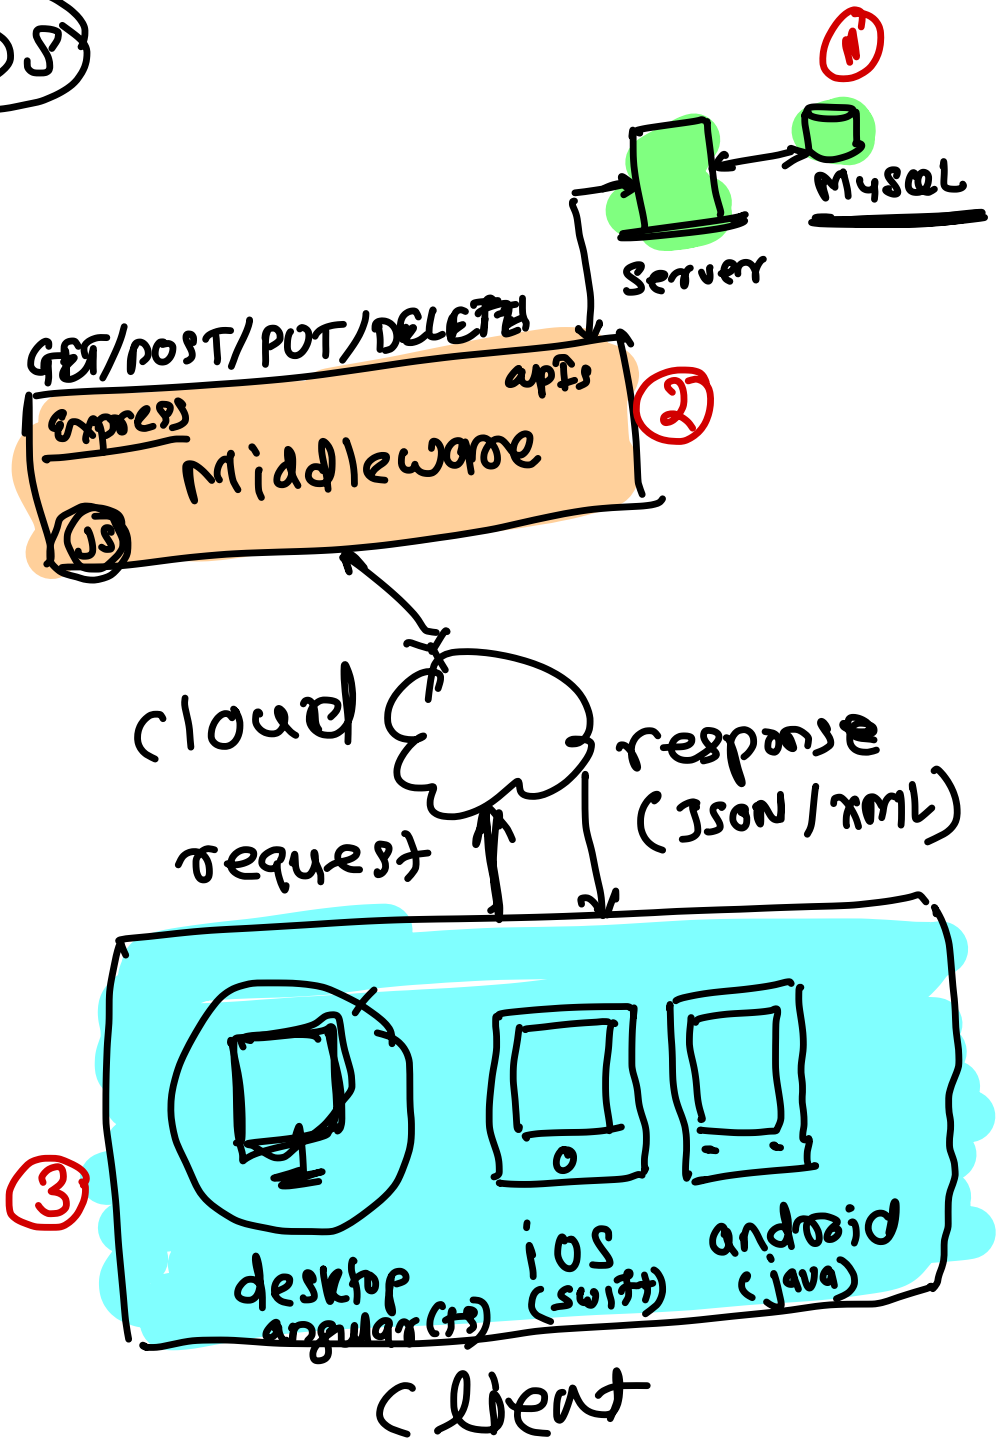 1
MySQL
Server
GET/POST/PUT/DELETE
apIs
2
Express
Middleware
JS
cloud
response
(JSON/XML)
request
3
desktop
angular(ts)
iOS
(swift)
android
(java)
client